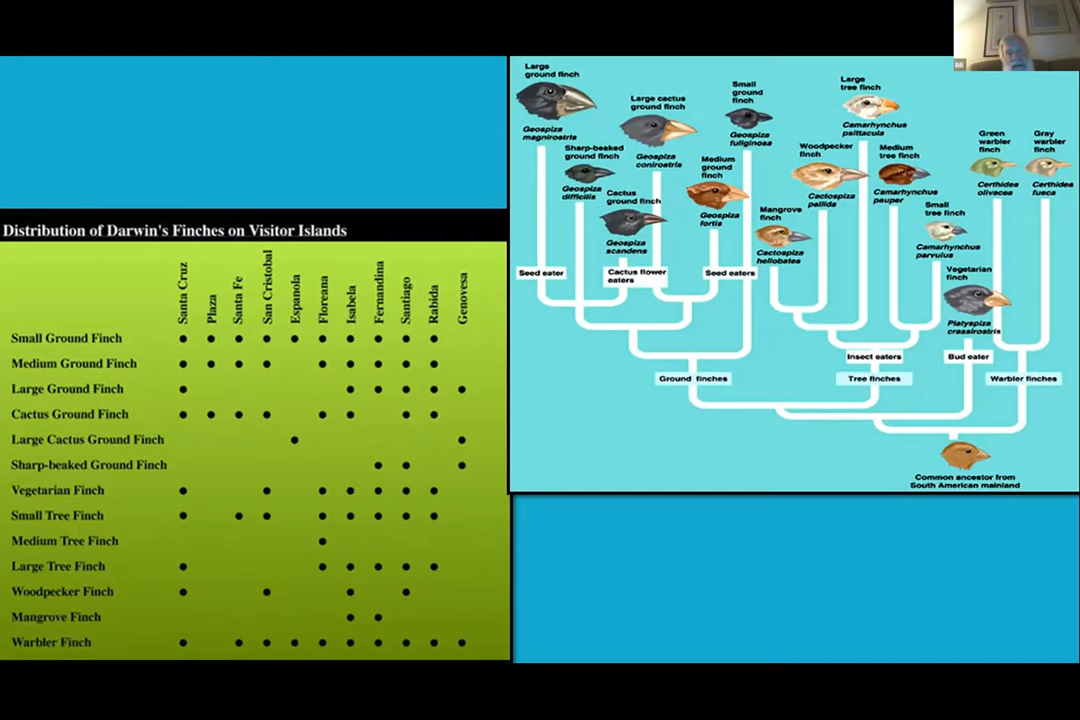 Bill
Distribution of Darwin's Finches on Visitor Islands
Santa Cruz
Plaza
Santa Fe
San Cristobal
Espanola
Floreana
Isabela
Fernandina
Santiago
Rabida
Genovesa
Small Ground Finch
Medium Ground Finch
Large Ground Finch
Cactus Ground Finch
Large Cactus Ground Finch
Sharp-beaked Ground Finch
Vegetarian Finch
Small Tree Finch
Medium Tree Finch
Large Tree Finch
Woodpecker Finch
Mangrove Finch
Warbler Finch
Large
ground finch
Geospiza
magnirostris
Sharp-beaked
ground finch
Geospiza
difficilis
Large cactus
ground finch
Geospiza
conirostris
Cactus
ground finch
Geospiza
scandens
Small
ground
finch
Geospiza
fuliginosa
Medium
ground
finch
Geospiza
fortis
Large
tree finch
Camarhynchus
psittacula
Woodpecker
finch
Cactospiza
pallida
Mangrove
finch
Cactospiza
heliobates
Medium
tree finch
Camarhynchus
pauper
Small
tree finch
Camarhynchus
parvulus
Green
warbler
finch
Certhidea
olivacea
Gray
warbler
finch
Certhidea
fusca
Vegetarian
finch
Platyspiza
crassirostris
Seed eater
Cactus flower
eaters
Seed eaters
Insect eaters
Bud eater
Ground finches
Tree finches
Warbler finches
Common ancestor from
South American mainland